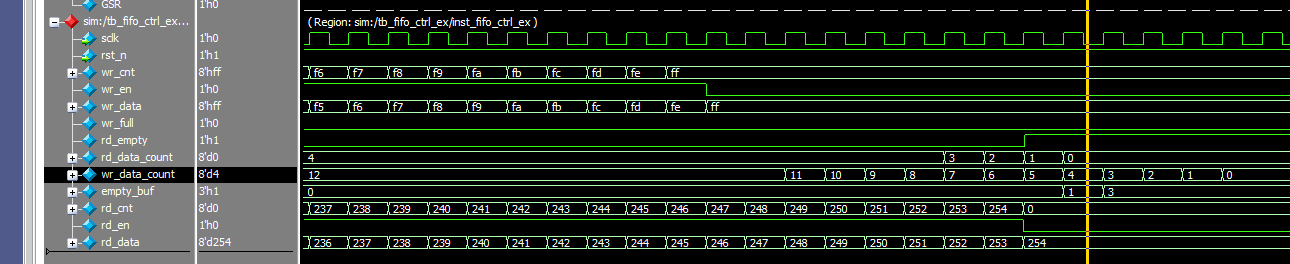 GSR 1'h0
sim:/tb_fifo_ctrl_ex... ( Region: sim:/tb_fifo_ctrl_ex/inst_fifo_ctrl_ex )
sclk 1'h0
rst_n 1'h1
wr_cnt 8'hff f6 f7 f8 f9 fa fb fc fd fe ff
wr_en 1'h0
wr_data 8'hff f5 f6 f7 f8 f9 fa fb fc fd fe ff
wr_full 1'h0
rd_empty 1'h1
rd_data_count 8'd0 4 3 2 1 0
wr_data_count 8'd4 12 11 10 9 8 7 6 5 4 3 2 1 0
empty_buf 3'h1 0 1 3
rd_cnt 8'd0 237 238 239 240 241 242 243 244 245 246 247 248 249 250 251 252 253 254 0
rd_en 1'h0
rd_data 8'd254 236 237 238 239 240 241 242 243 244 245 246 247 248 249 250 251 252 253 254